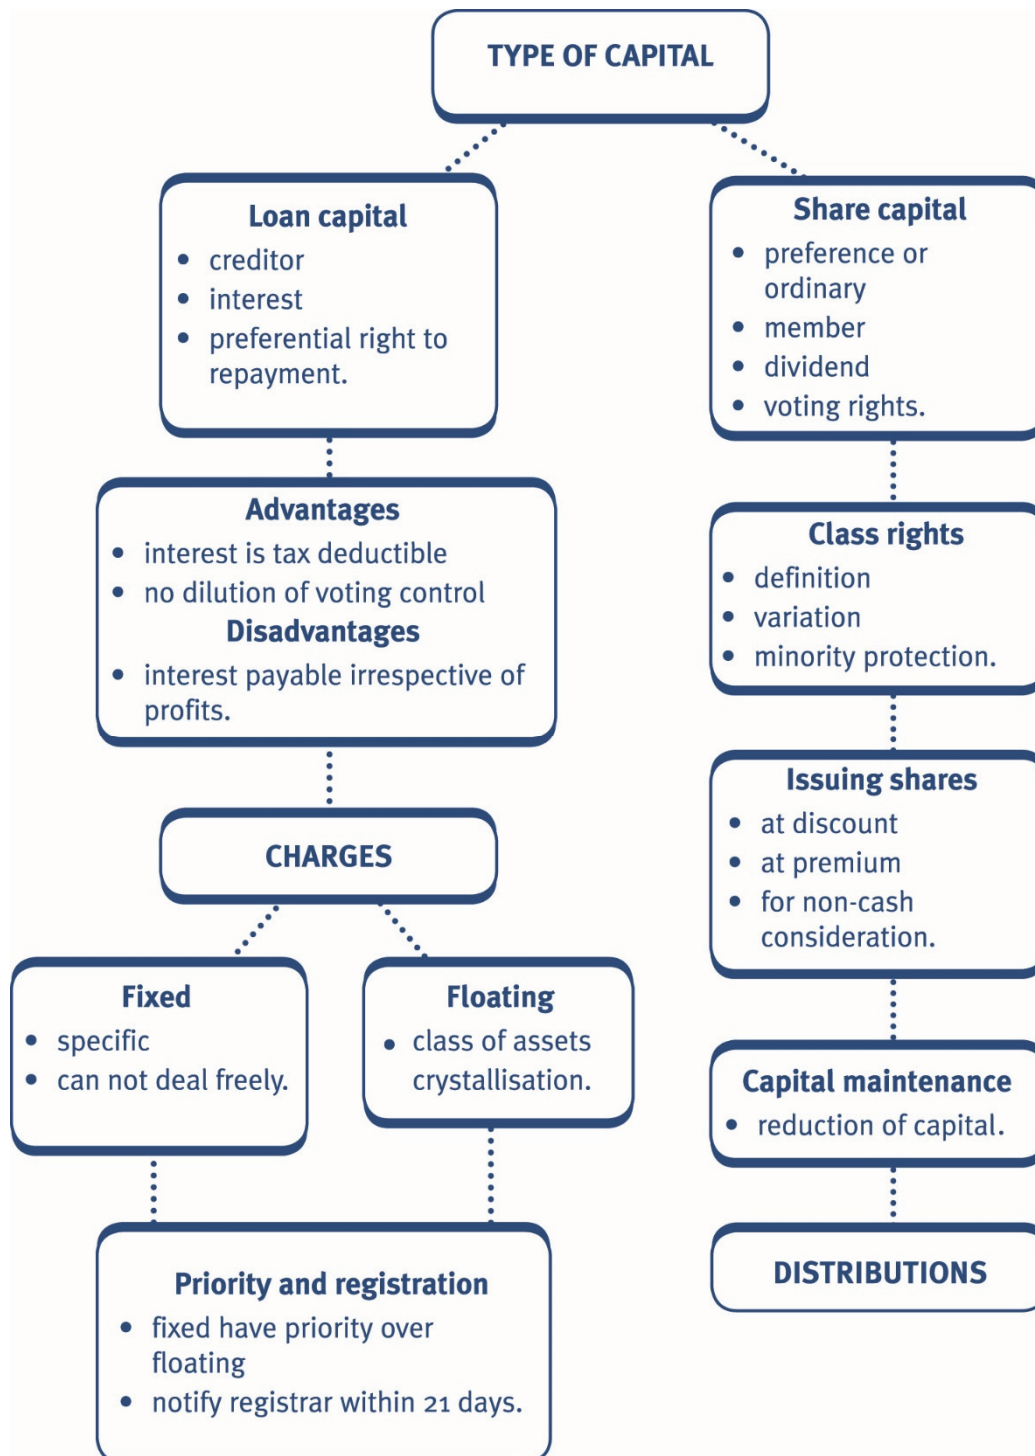 TYPE OF CAPITAL
Loan capital
• creditor
• interest
• preferential right to
repayment.
Advantages
• interest is tax deductible
• no dilution of voting control
Disadvantages
• interest payable irrespective of
profits.
CHARGES
Fixed
• specific
• can not deal freely.
Floating
• class of assets
crystallisation.
Priority and registration
• fixed have priority over
floating
• notify registrar within 21 days.
Share capital
• preference or
ordinary
• member
• dividend
• voting rights.
Class rights
• definition
• variation
• minority protection.
Issuing shares
• at discount
• at premium
• for non-cash
consideration.
Capital maintenance
• reduction of capital.
DISTRIBUTIONS